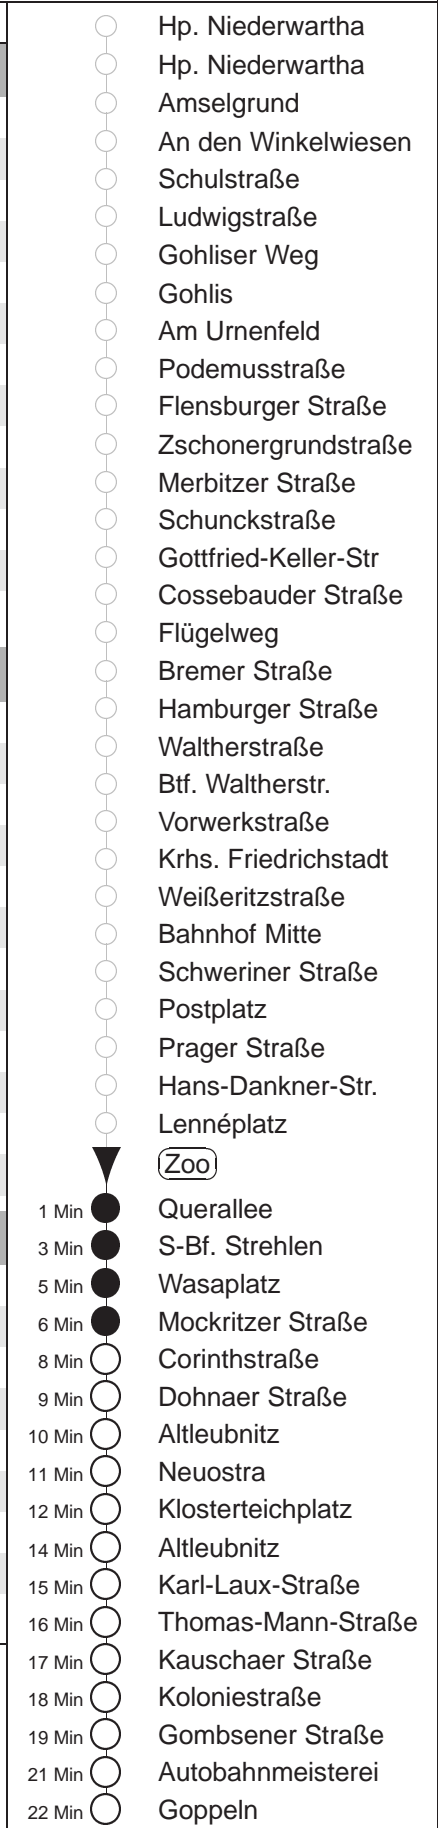 Hp. Niederwartha
Hp. Niederwartha
Amselgrund
An den Winkelwiesen
Schulstraße
Ludwigstraße
Gohliser Weg
Gohlis
Am Urnenfeld
Podemusstraße
Flensburger Straße
Zschonergrundstraße
Merbitzer Straße
Schunckstraße
Gottfried-Keller-Str
Cossebauder Straße
Flügelweg
Bremer Straße
Hamburger Straße
Waltherstraße
Btf. Waltherstr.
Vorwerkstraße
Krhs. Friedrichstadt
Weißeritzstraße
Bahnhof Mitte
Schweriner Straße
Postplatz
Prager Straße
Hans-Dankner-Str.
Lennéplatz
Zoo
1 Min Querallee
3 Min S-Bf. Strehlen
5 Min Wasaplatz
6 Min Mockritzer Straße
8 Min Corinthstraße
9 Min Dohnaer Straße
10 Min Altleubnitz
11 Min Neuostra
12 Min Klosterteichplatz
14 Min Altleubnitz
15 Min Karl-Laux-Straße
16 Min Thomas-Mann-Straße
17 Min Kauschaer Straße
18 Min Koloniestraße
19 Min Gombsener Straße
21 Min Autobahnmeisterei
22 Min Goppeln